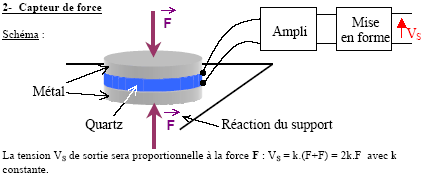 2- Capteur de force
Schéma :
F
Ampli
Mise
en forme
VS
Métal
Quartz
F
Réaction du support
La tension VS de sortie sera proportionnelle à la force F : VS = k.(F+F) = 2k.F avec k
constante.